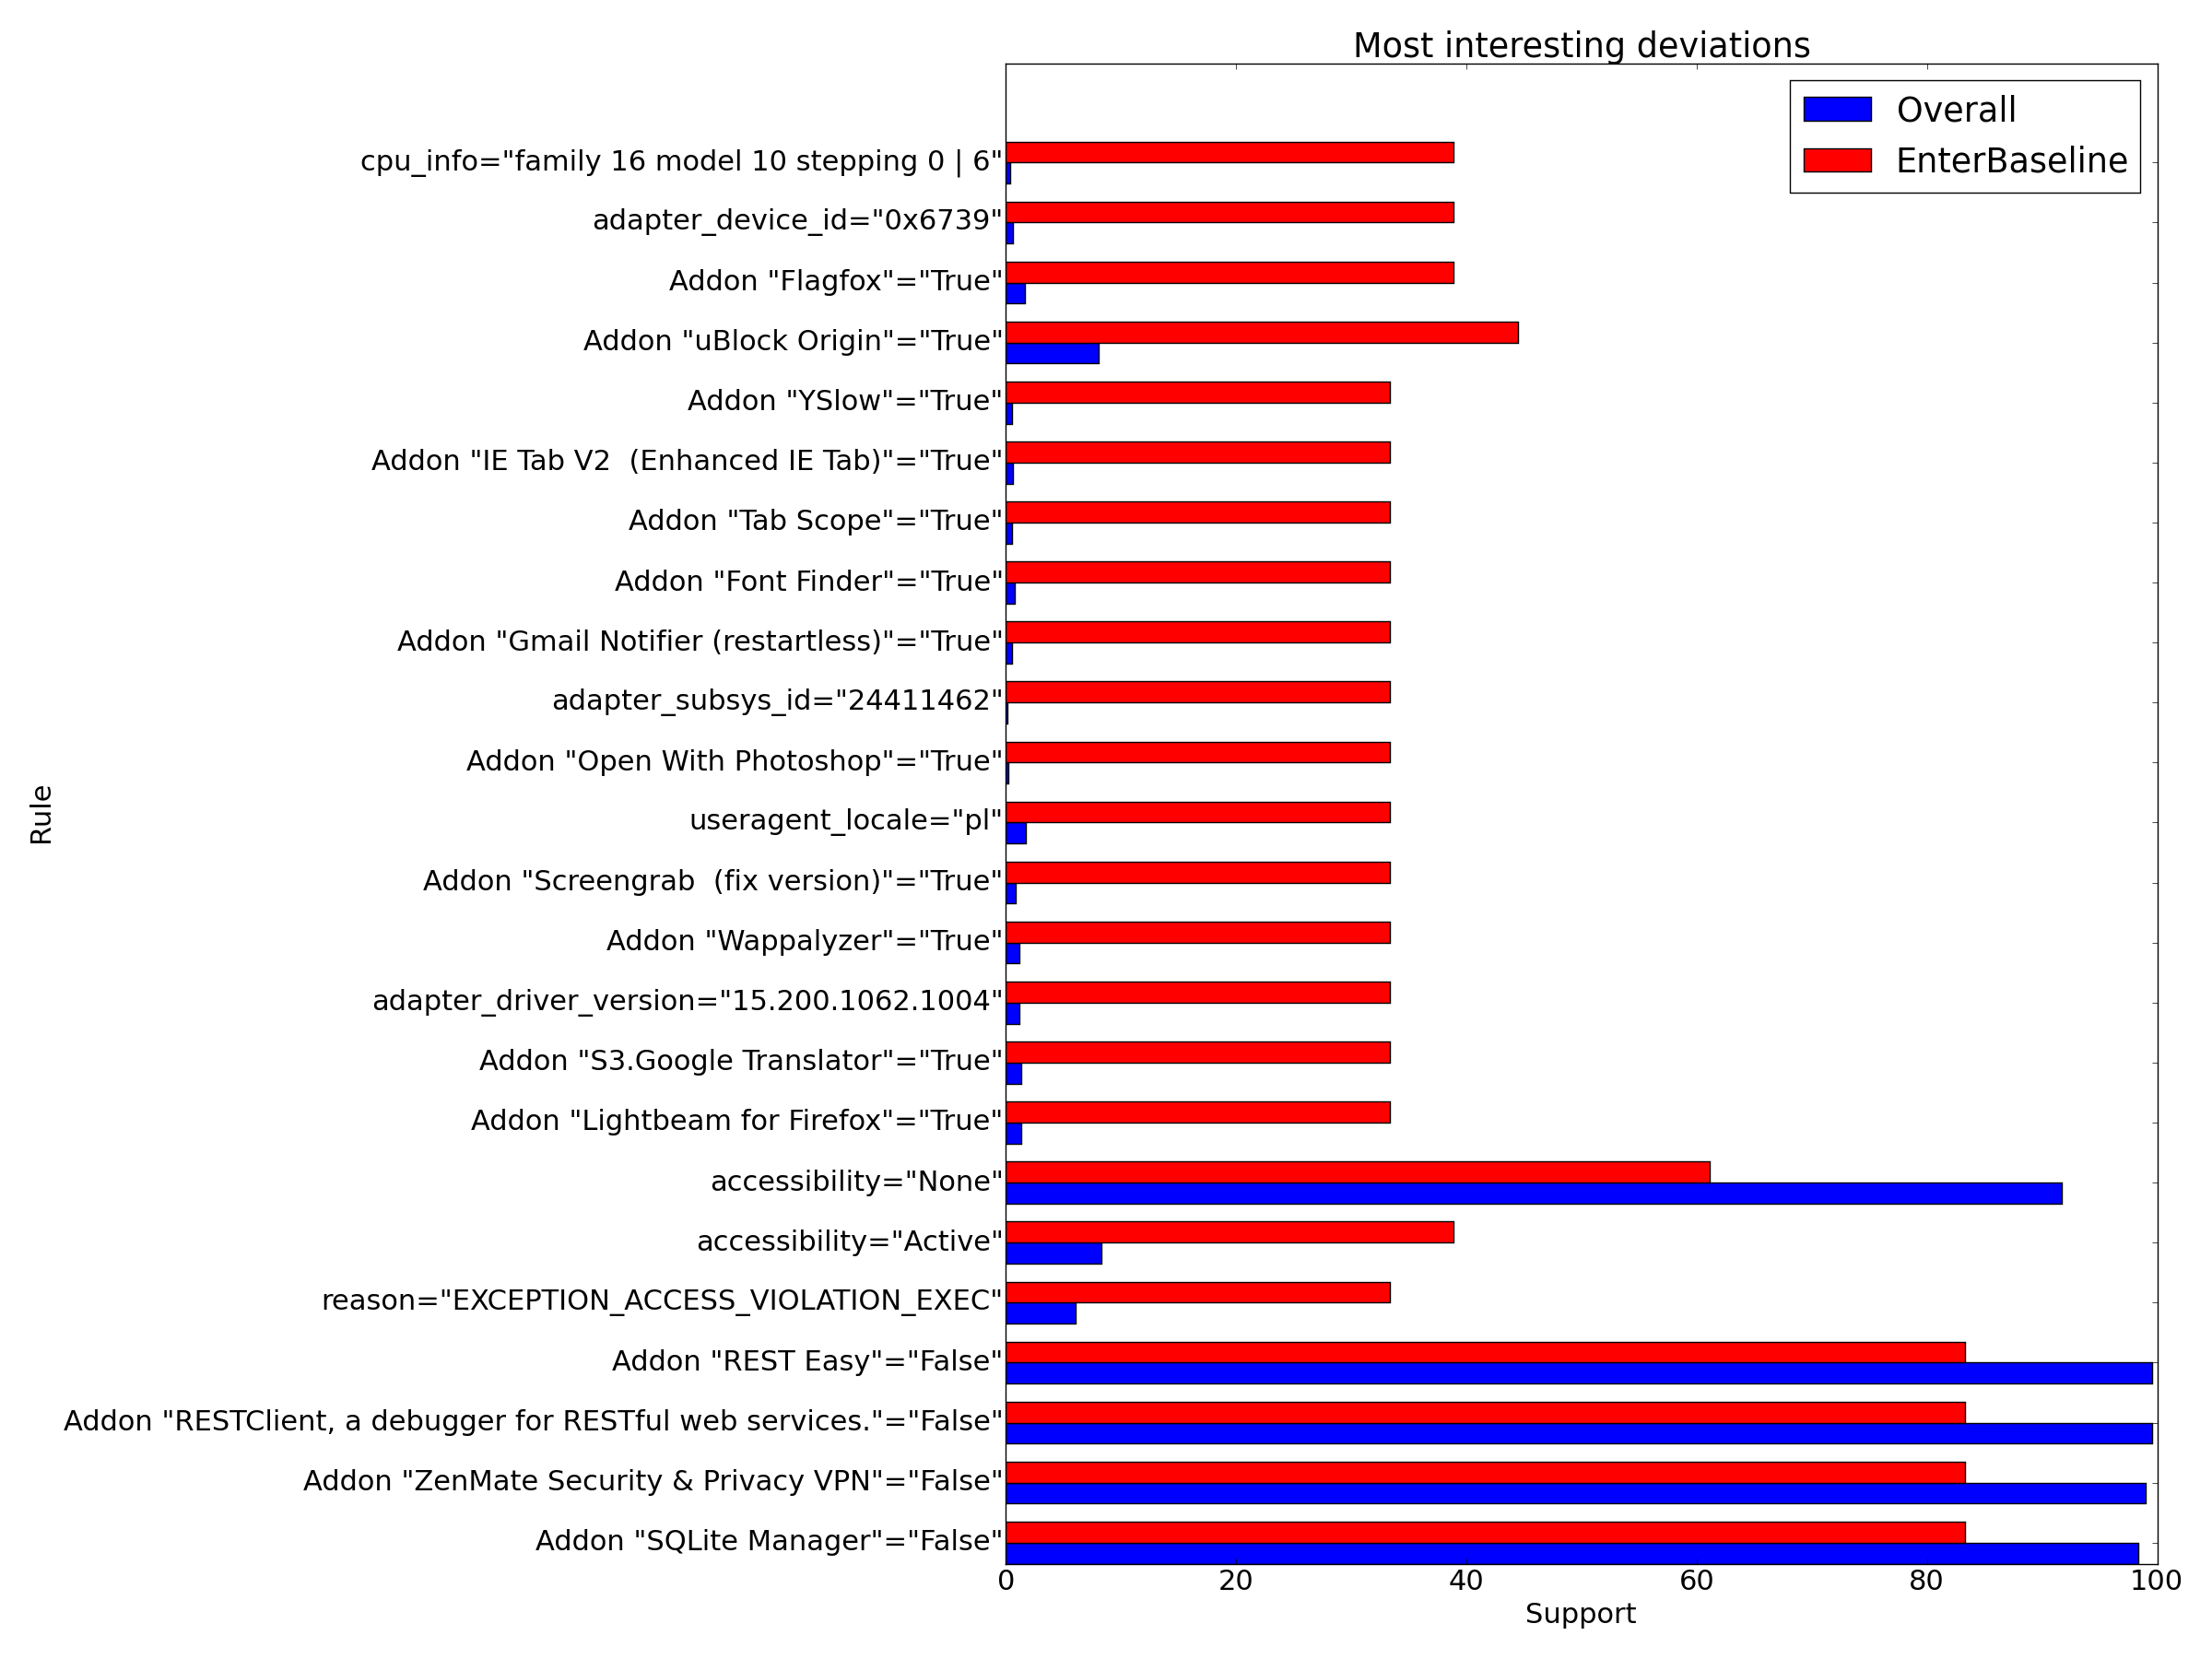 Most interesting deviations
Overall
EnterBaseline
cpu_info="family 16 model 10 stepping 0 | 6"
adapter_device_id="0x6739"
Addon "Flagfox"="True"
Addon "uBlock Origin"="True"
Addon "YSlow"="True"
Addon "IE Tab V2  (Enhanced IE Tab)"="True"
Addon "Tab Scope"="True"
Addon "Font Finder"="True"
Addon "Gmail Notifier (restartless)"="True"
adapter_subsys_id="24411462"
Addon "Open With Photoshop"="True"
useragent_locale="pl"
Addon "Screengrab  (fix version)"="True"
Addon "Wappalyzer"="True"
adapter_driver_version="15.200.1062.1004"
Addon "S3.Google Translator"="True"
Addon "Lightbeam for Firefox"="True"
accessibility="None"
accessibility="Active"
reason="EXCEPTION_ACCESS_VIOLATION_EXEC"
Addon "REST Easy"="False"
Addon "RESTClient, a debugger for RESTful web services."="False"
Addon "ZenMate Security & Privacy VPN"="False"
Addon "SQLite Manager"="False"
Rule
0 20 40 60 80 100
Support